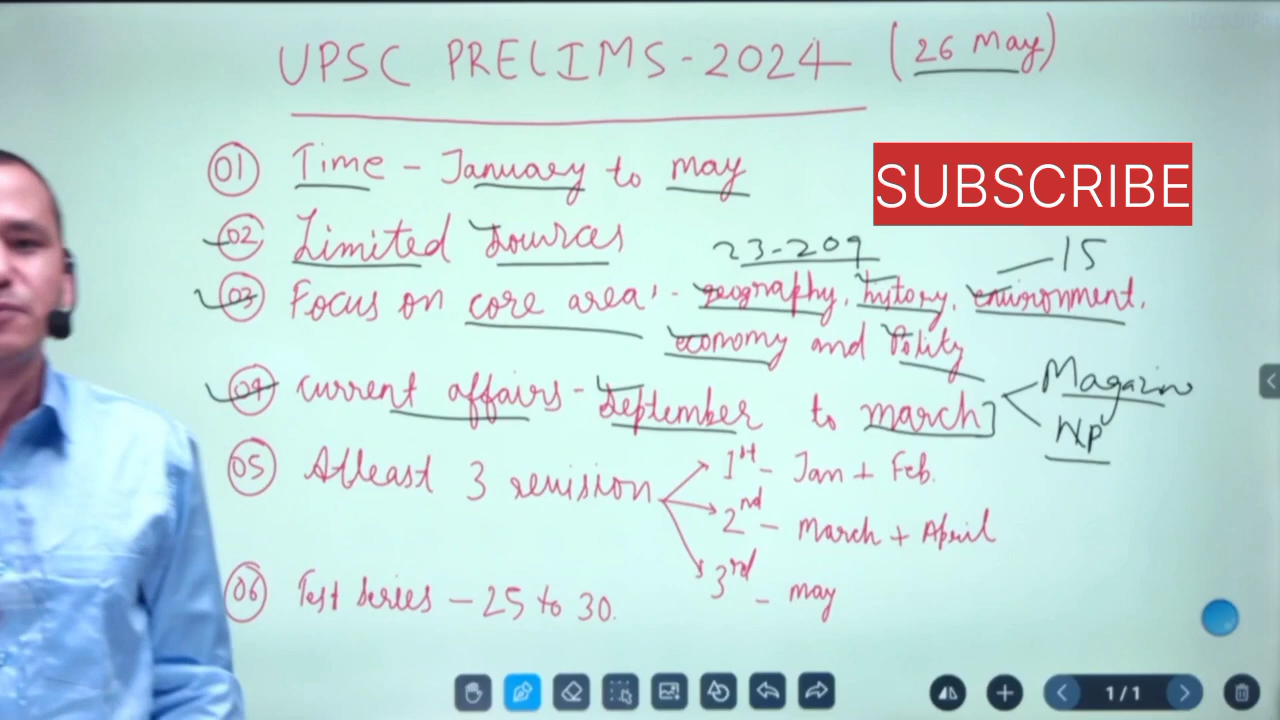 UPSC PRELIMS-2024 (26 May)
01 Time - January to may
SUBSCRIBE
02 Limited Sources
23-209
15
03 Focus on core area' - geography, history, environment,
economy and Polity
04 current affairs - September to march]
Magazine
NP
05 Atleast 3 revision
1st - Jan + Feb.
2nd - March + April
3rd - may
06 Test Series - 25 to 30.
1/1